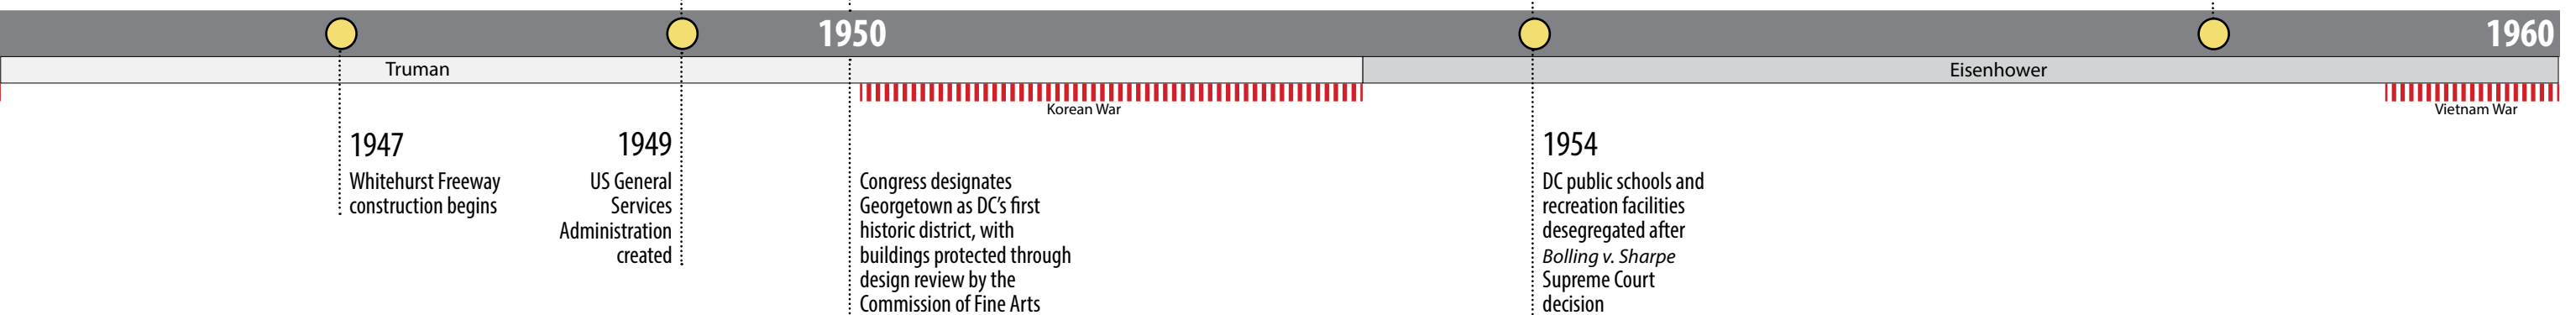 1950
1960
Truman
Eisenhower
Korean War
Vietnam War
1947
Whitehurst Freeway
construction begins
1949
US General
Services
Administration
created
Congress designates
Georgetown as DC’s first
historic district, with
buildings protected through
design review by the
Commission of Fine Arts
1954
DC public schools and
recreation facilities
desegregated after
Bolling v. Sharpe
Supreme Court
decision